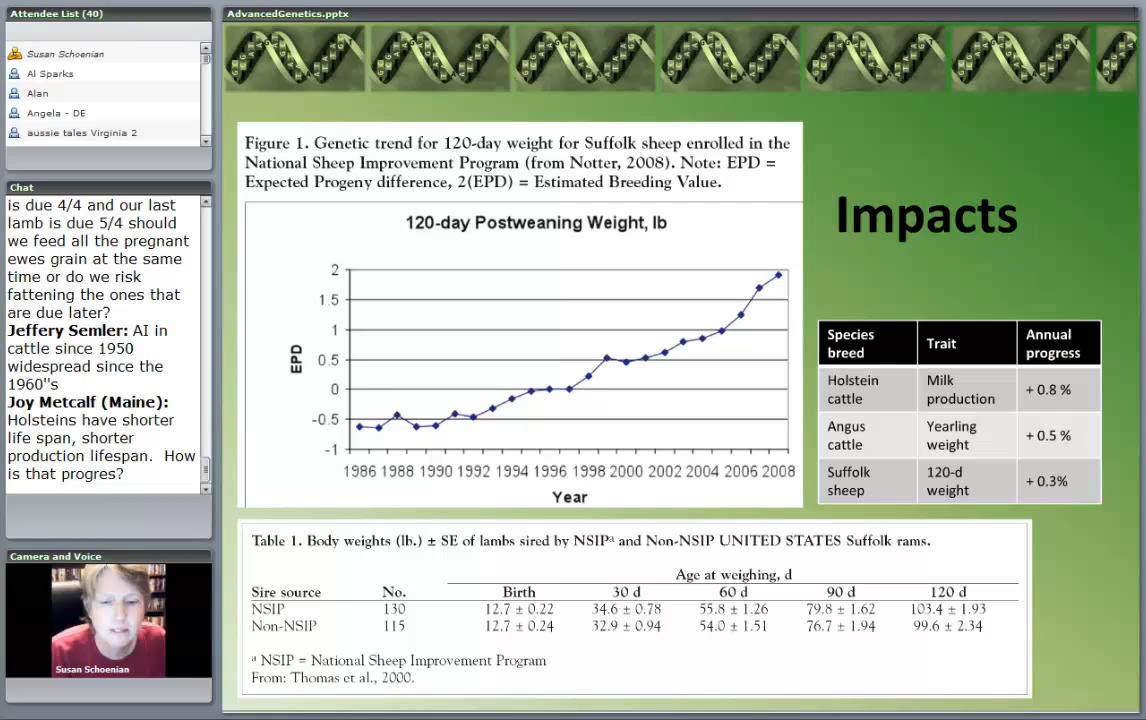 Attendee List (40)
Susan Schoenian
Al Sparks
Alan
Angela - DE
aussie tales Virginia 2
Chat
is due 4/4 and our last
lamb is due 5/4 should
we feed all the pregnant
ewes grain at the same
time or do we risk
fattening the ones that
are due later?
Jeffery Semler: AI in
cattle since 1950
widespread since the
1960"s
Joy Metcalf (Maine):
Holsteins have shorter
life span, shorter
production lifespan.  How
is that progres?
Camera and Voice
Susan Schoenian
AdvancedGenetics.pptx
Figure 1. Genetic trend for 120-day weight for Suffolk sheep enrolled in the
National Sheep Improvement Program (from Notter, 2008). Note: EPD =
Expected Progeny difference, 2(EPD) = Estimated Breeding Value.
120-day Postweaning Weight, lb
2
1.5
1
0.5
0
-0.5
-1
EPD
1986 1988 1990 1992 1994 1996 1998 2000 2002 2004 2006 2008
Year
Impacts
Species breed Trait Annual progress
Holstein cattle Milk production + 0.8 %
Angus cattle Yearling weight + 0.5 %
Suffolk sheep 120-d weight + 0.3%
Table 1. Body weights (lb.) ± SE of lambs sired by NSIPa and Non-NSIP UNITED STATES Suffolk rams.
Age at weighing, d
Sire source No. Birth 30 d 60 d 90 d 120 d
NSIP 130 12.7 ± 0.22 34.6 ± 0.78 55.8 ± 1.26 79.8 ± 1.62 103.4 ± 1.93
Non-NSIP 115 12.7 ± 0.24 32.9 ± 0.94 54.0 ± 1.51 76.7 ± 1.94 99.6 ± 2.34
a NSIP = National Sheep Improvement Program
From: Thomas et al., 2000.